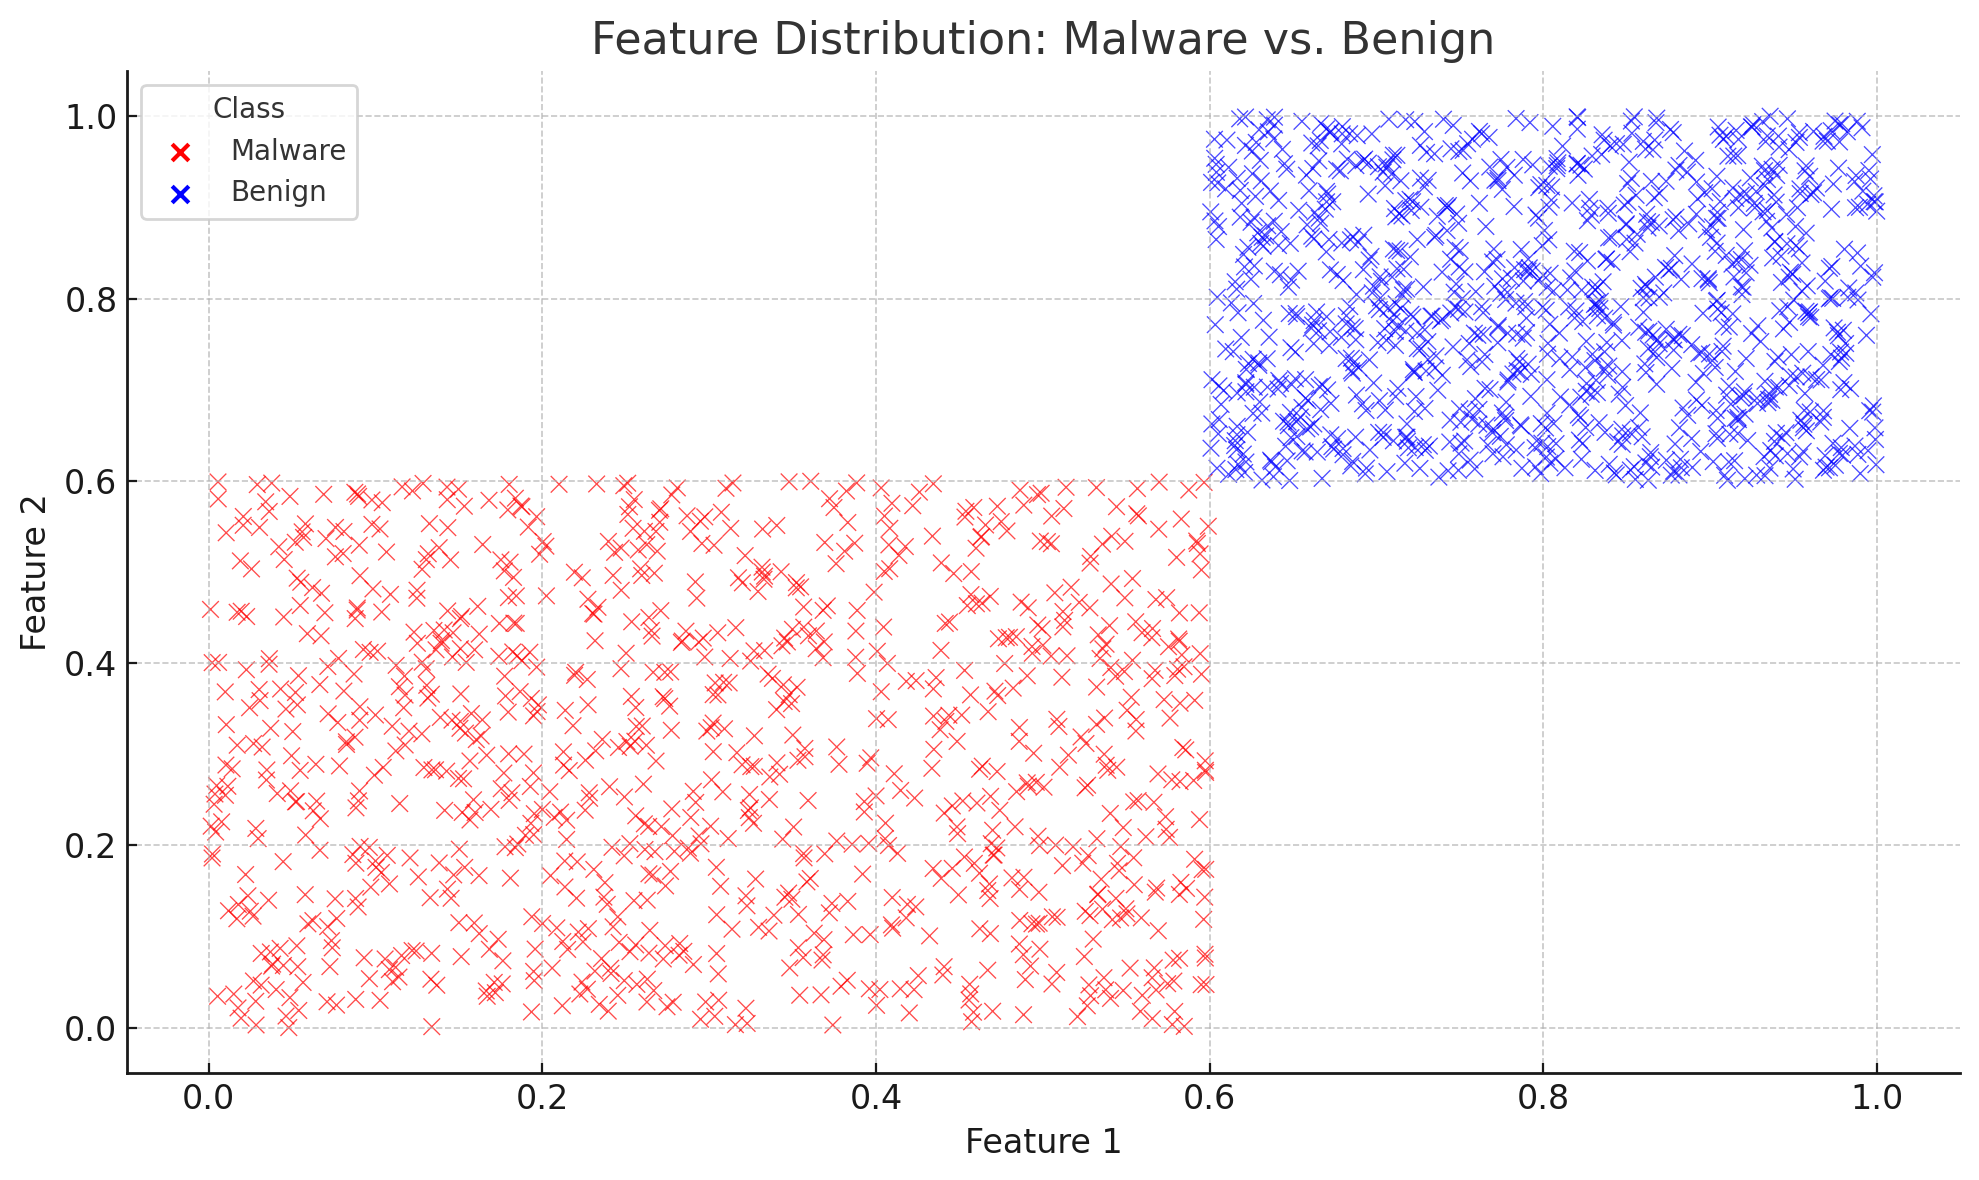 Feature Distribution: Malware vs. Benign
Class
Malware
Benign
1.0
0.8
0.6
0.4
0.2
0.0
Feature 2
0.0 0.2 0.4 0.6 0.8 1.0
Feature 1